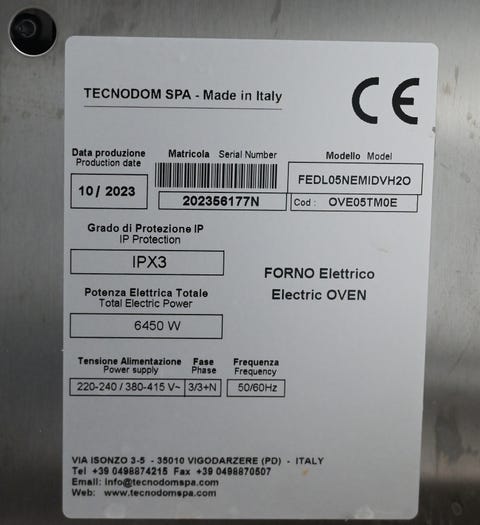 TECNODOM SPA - Made in Italy
CE
Data produzione
Production date
10 / 2023
Matricola Serial Number
202356177N
Modello Model
FEDL05NEMIDVH2O
Cod : OVE05TM0E
Grado di Protezione IP
IP Protection
IPX3
FORNO Elettrico
Electric OVEN
Potenza Elettrica Totale
Total Electric Power
6450 W
Tensione Alimentazione
Power supply
220-240 / 380-415 V~
Fase
Phase
3/3+N
Frequenza
Frequency
50/60Hz
VIA ISONZO 3-5 - 35010 VIGODARZERE (PD) - ITALY
Tel +39 0498874215 Fax +39 0498870507
Email: info@tecnodomspa.com
Web: www.tecnodomspa.com